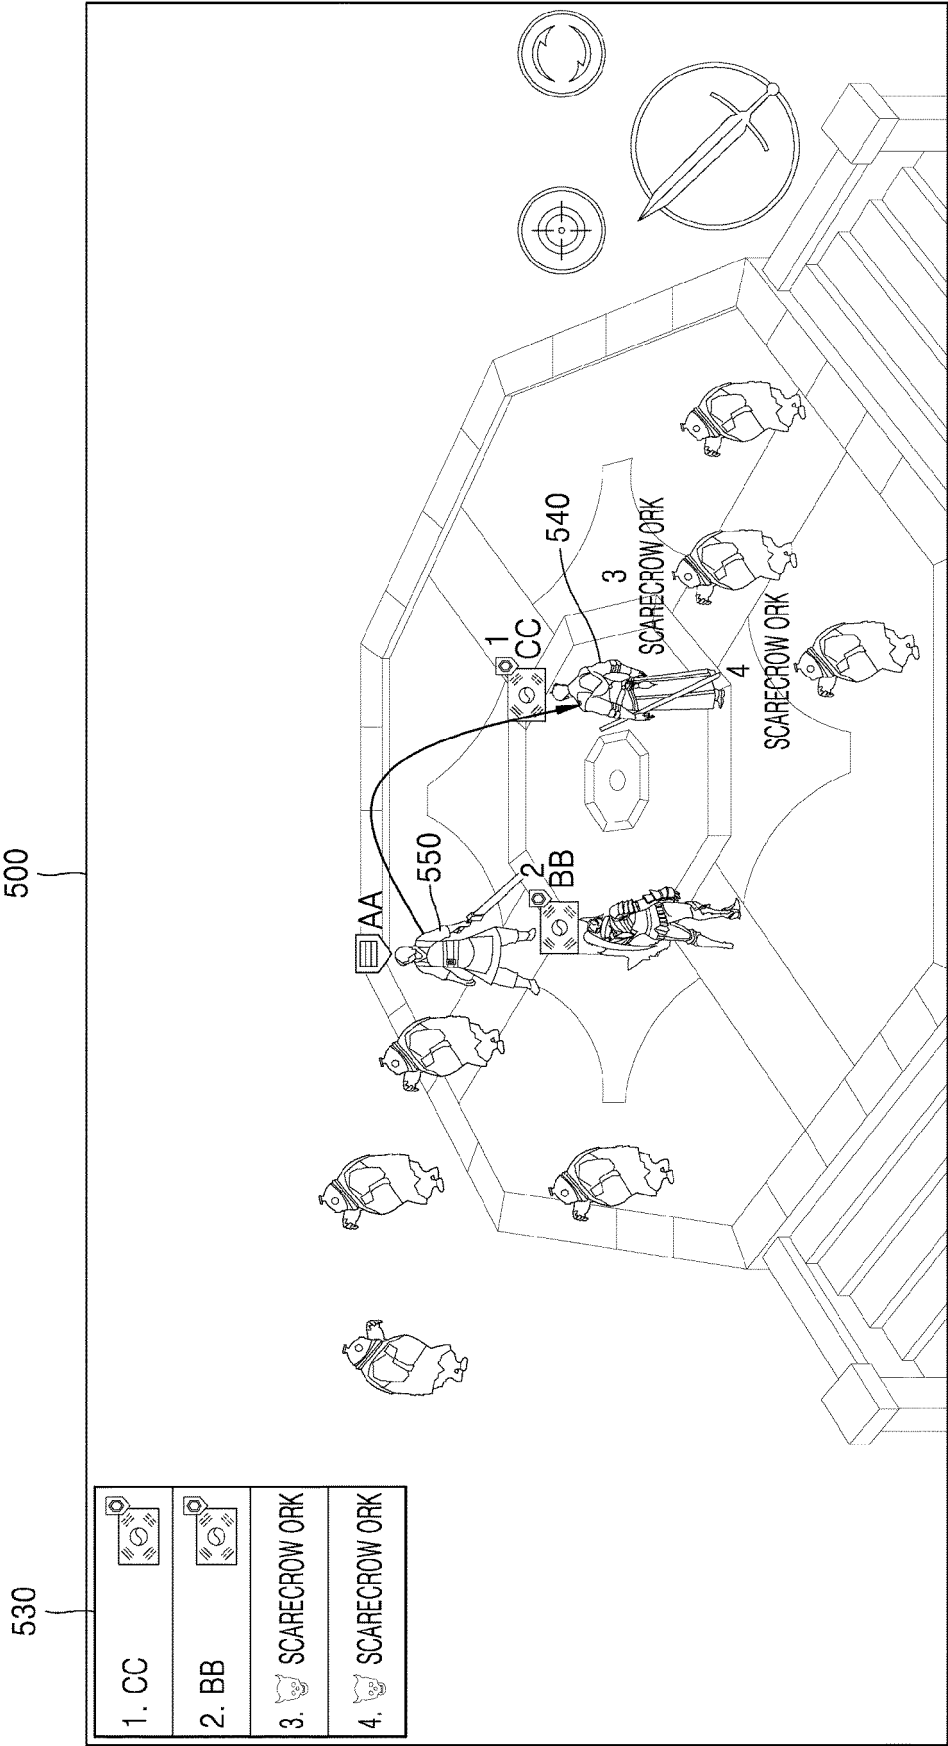 500
530
1. CC
2. BB
3. SCARECROW ORK
4. SCARECROW ORK
AA
550
2
BB
1
CC
540
3
SCARECROW ORK
4
SCARECROW ORK